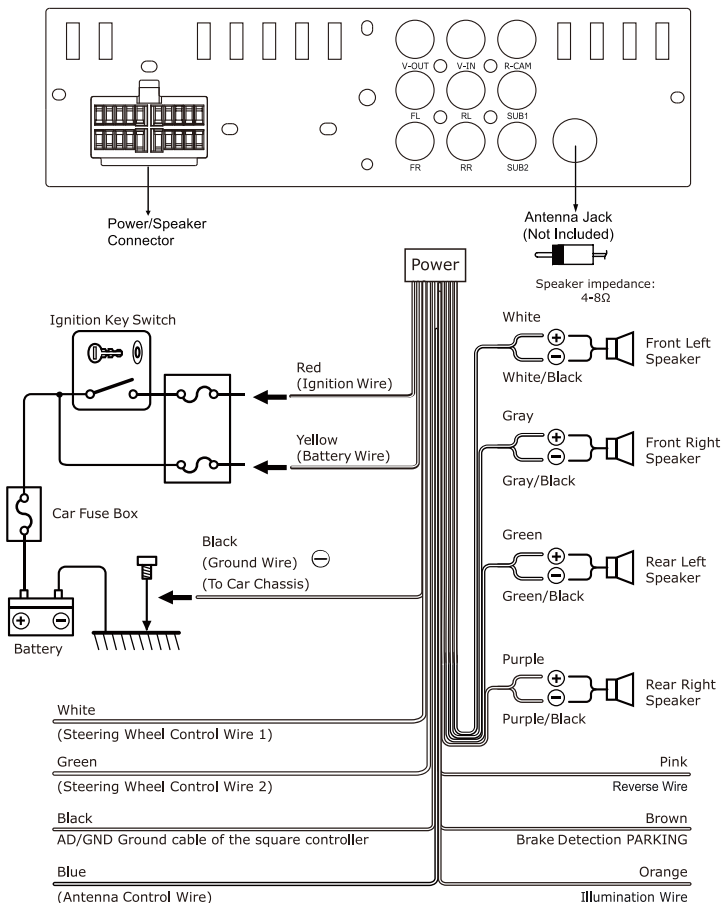 V-OUT V-IN R-CAM
FL RL SUB1
FR RR SUB2
Power/Speaker
Connector
Antenna Jack
(Not Included)
Speaker impedance:
4-8Ω
Power
Ignition Key Switch
Red
(Ignition Wire)
Yellow
(Battery Wire)
Car Fuse Box
Black
(Ground Wire)
(To Car Chassis)
Battery
White
White/Black
Front Left
Speaker
Gray
Gray/Black
Front Right
Speaker
Green
Green/Black
Rear Left
Speaker
Purple
Purple/Black
Rear Right
Speaker
White
(Steering Wheel Control Wire 1)
Green
(Steering Wheel Control Wire 2)
Black
AD/GND Ground cable of the square controller
Blue
(Antenna Control Wire)
Pink
Reverse Wire
Brown
Brake Detection PARKING
Orange
Illumination Wire